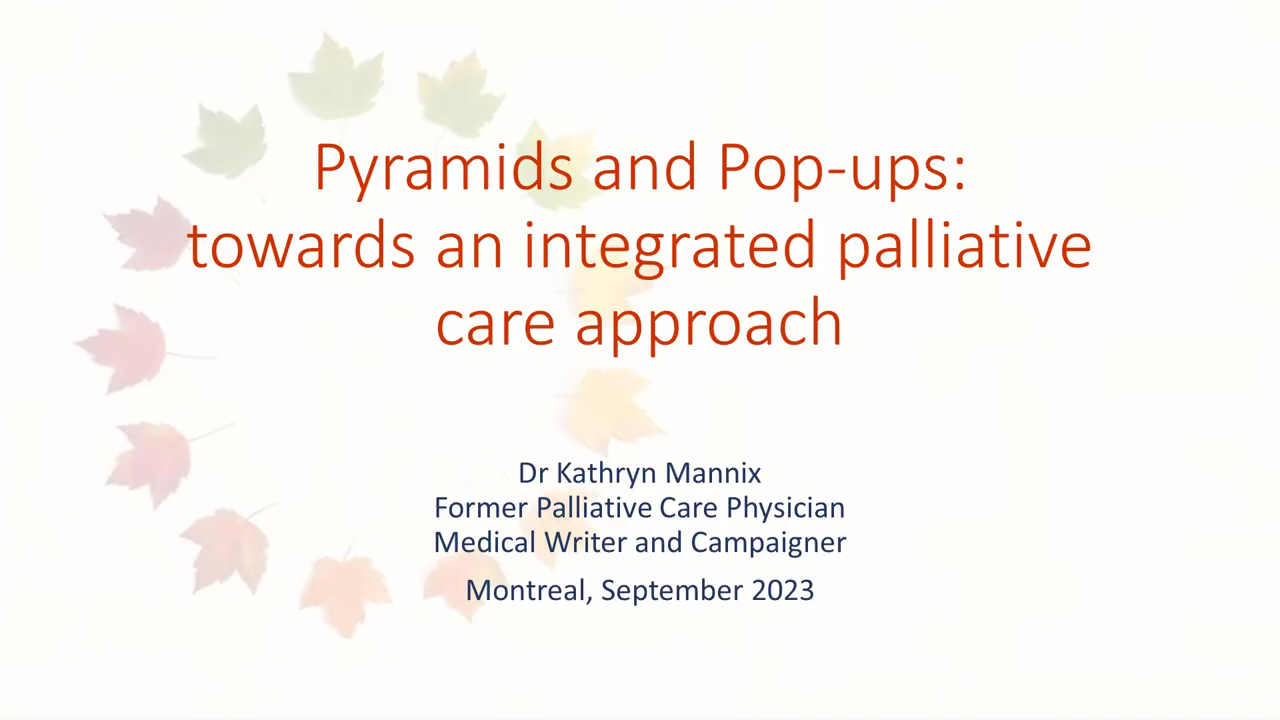 Pyramids and Pop-ups:
towards an integrated palliative
care approach
Dr Kathryn Mannix
Former Palliative Care Physician
Medical Writer and Campaigner
Montreal, September 2023